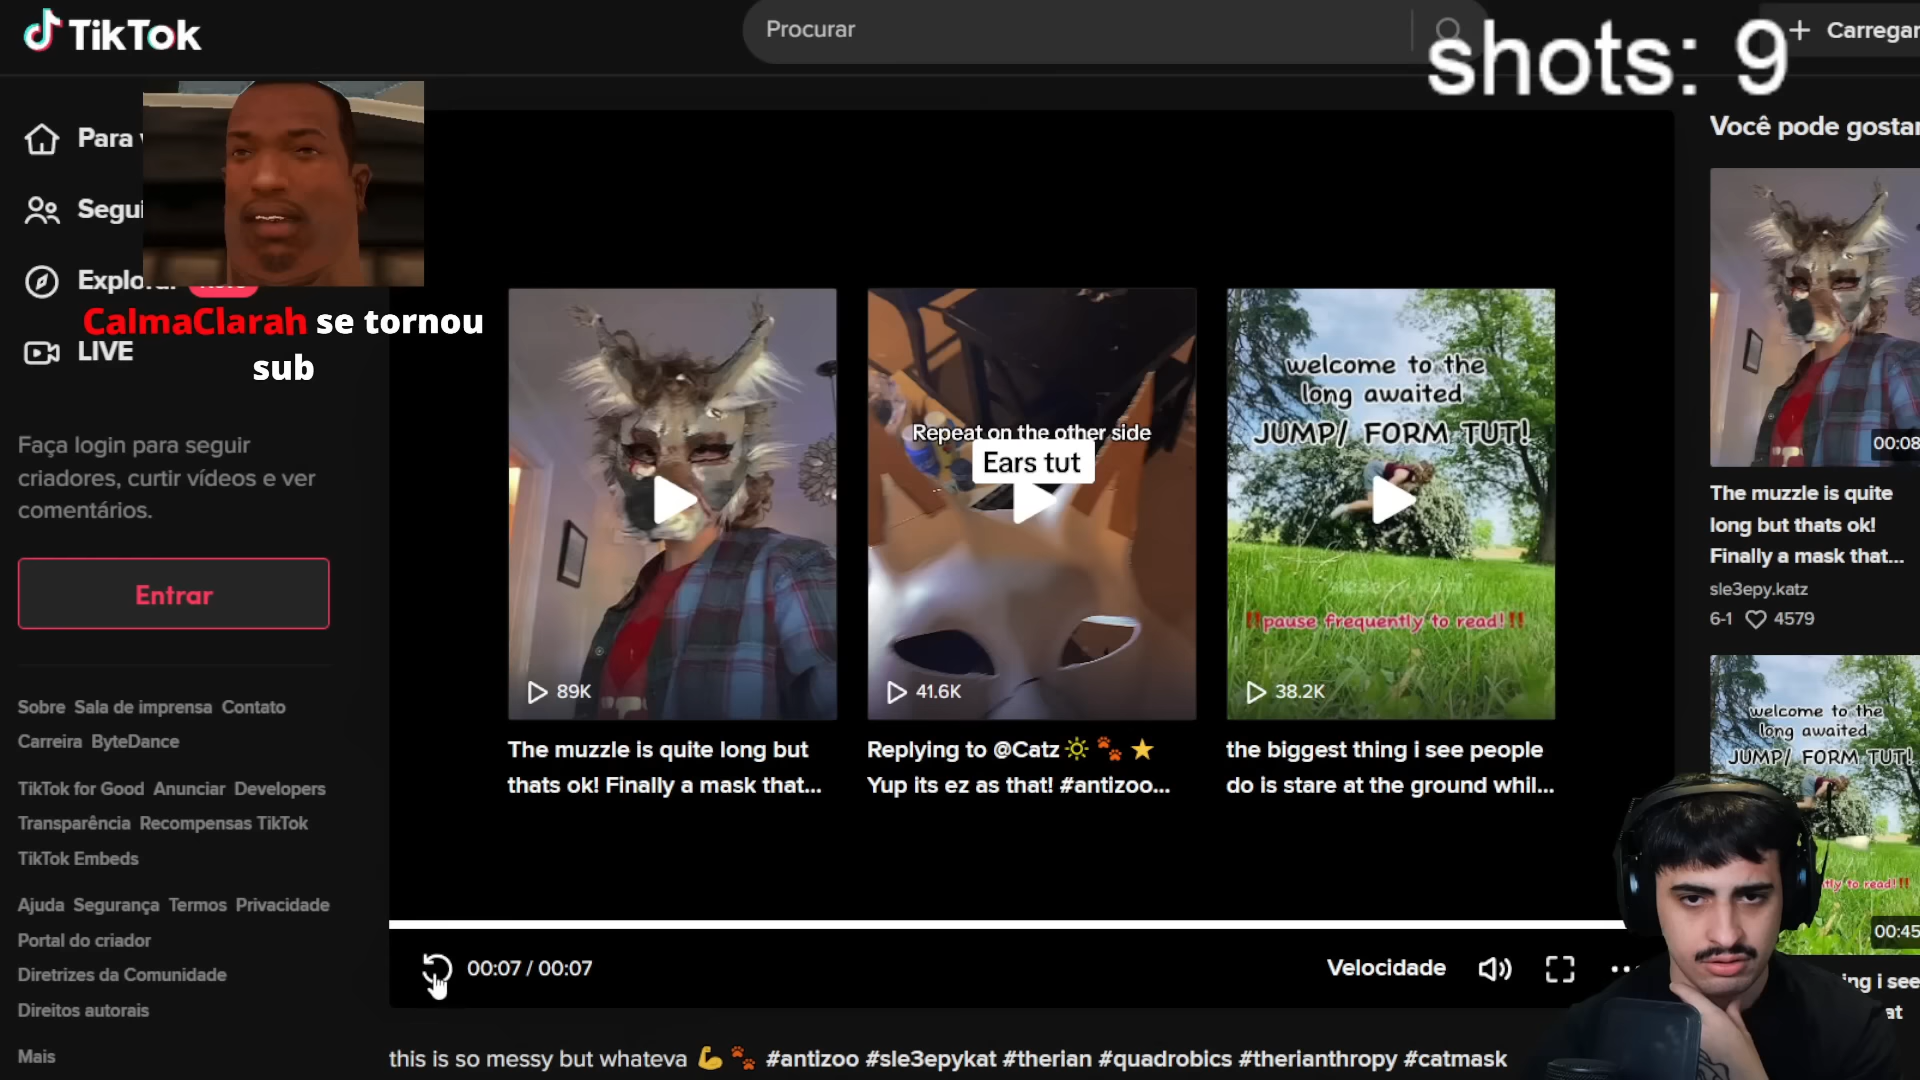 TikTok
Procurar
Carregar
shots: 9
Para
Segui
Explo
LIVE
CalmaClarah se tornou
sub
Faça login para seguir
criadores, curtir vídeos e ver
comentários.
Entrar
Sobre Sala de imprensa Contato
Carreira ByteDance
TikTok for Good Anunciar Developers
Transparência Recompensas TikTok
TikTok Embeds
Ajuda Segurança Termos Privacidade
Portal do criador
Diretrizes da Comunidade
Direitos autorais
Mais
89K
The muzzle is quite long but
thats ok! Finally a mask that...
Repeat on the other side
Ears tut
41.6K
Replying to @Catz🔆🐾⭐
Yup its ez as that! #antizoo...
welcome to the
long awaited
JUMP/ FORM TUT!
‼️pause frequently to read!‼️
38.2K
the biggest thing i see people
do is stare at the ground whil...
00:07 / 00:07
Velocidade
this is so messy but whateva 💪🐾 #antizoo #sle3epykat #therian #quadrobics #therianthropy #catmask
Você pode gostar
00:08
The muzzle is quite
long but thats ok!
Finally a mask that...
sle3epy.katz
6-1 4579
welcome to the
long awaited
JUMP/ FORM TUT!
tly to read!‼️
00:45
ng i see
at